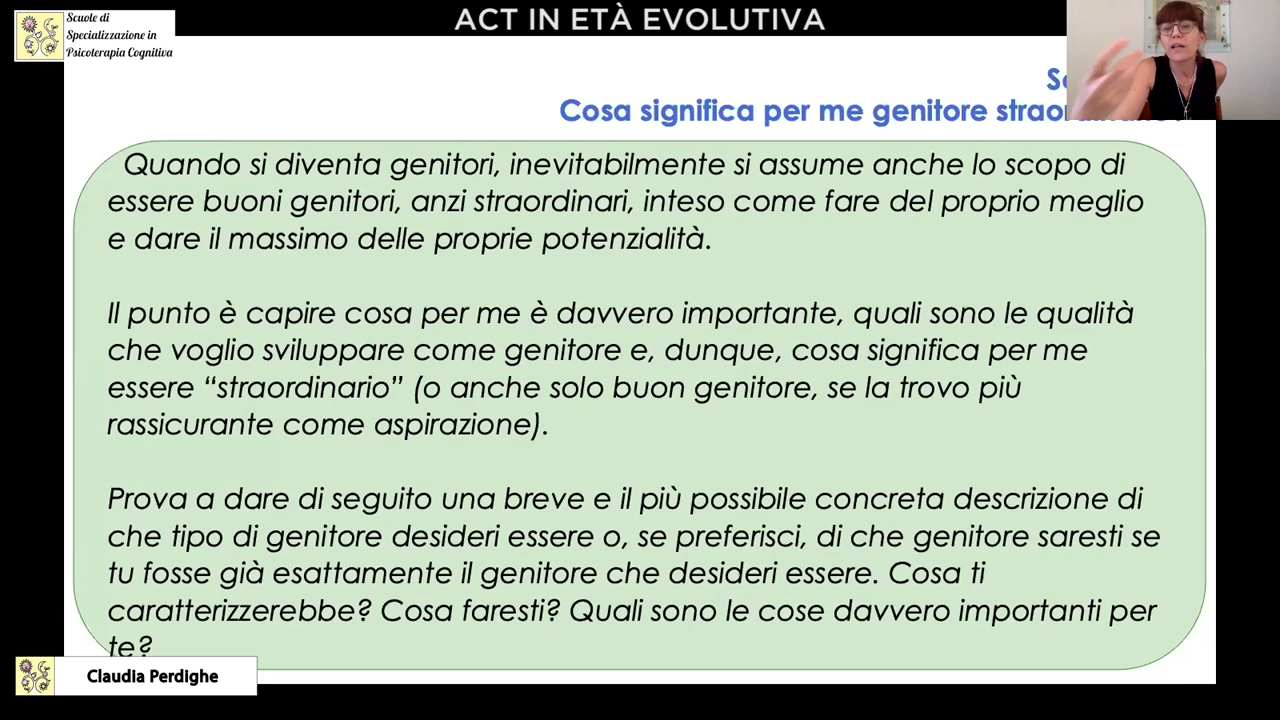 Scuole di
Specializzazione in
Psicoterapia Cognitiva
ACT IN ETÀ EVOLUTIVA
Cosa significa per me genitore
Quando si diventa genitori, inevitabilmente si assume anche lo scopo di
essere buoni genitori, anzi straordinari, inteso come fare del proprio meglio
e dare il massimo delle proprie potenzialità.
Il punto è capire cosa per me è davvero importante, quali sono le qualità
che voglio sviluppare come genitore e, dunque, cosa significa per me
essere “straordinario” (o anche solo buon genitore, se la trovo più
rassicurante come aspirazione).
Prova a dare di seguito una breve e il più possibile concreta descrizione di
che tipo di genitore desideri essere o, se preferisci, di che genitore saresti se
tu fosse già esattamente il genitore che desideri essere. Cosa ti
caratterizzerebbe? Cosa faresti? Quali sono le cose davvero importanti per
te?
Claudia Perdighe